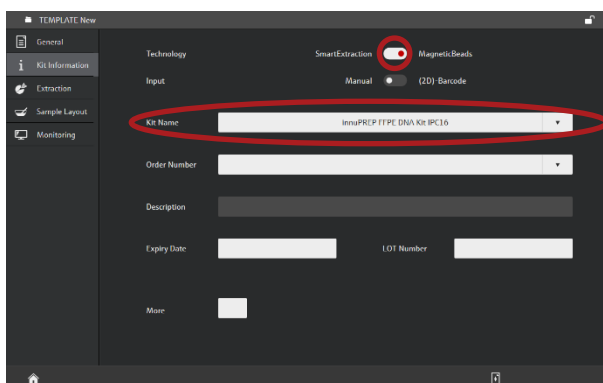 TEMPLATE New
General
Kit Information
Extraction
Sample Layout
Monitoring
Technology SmartExtraction MagneticBeads
Input Manual (2D)-Barcode
Kit Name innuPREP FFPE DNA Kit IPC16
Order Number
Description
Expiry Date LOT Number
More